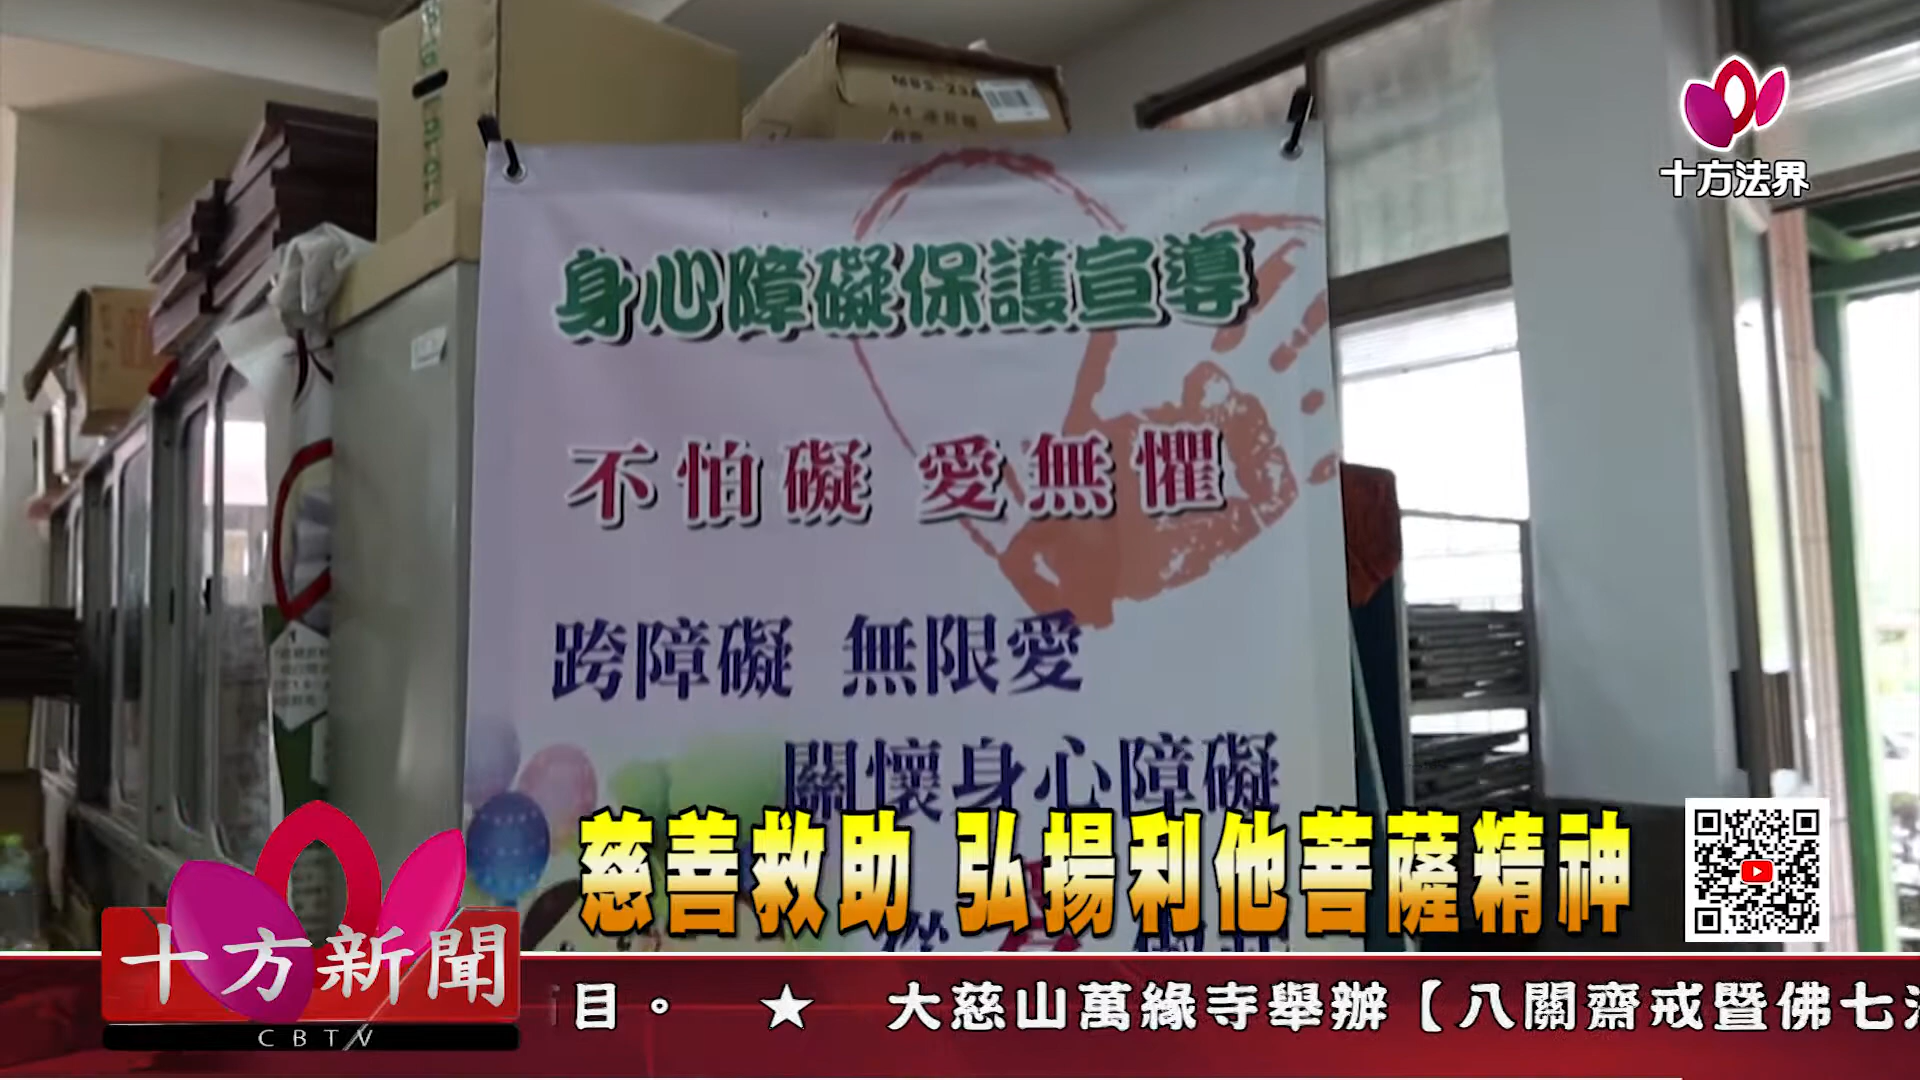 MBS-23A
十方法界
身心障礙保護宣導
不怕礙 愛無懼
跨障礙 無限愛
關懷身心障礙
慈善救助 弘揚利他菩薩精神
十方新聞
CBTV
目。 ★ 大慈山萬緣寺舉辦【八關齋戒暨佛七